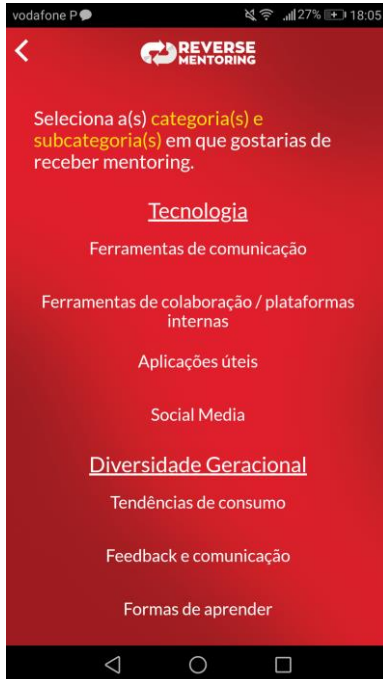 vodafone P 27% 18:05
REVERSE
MENTORING
Seleciona a(s) categoria(s) e
subcategoria(s) em que gostarias de
receber mentoring.
Tecnologia
Ferramentas de comunicação
Ferramentas de colaboração / plataformas
internas
Aplicações úteis
Social Media
Diversidade Geracional
Tendências de consumo
Feedback e comunicação
Formas de aprender